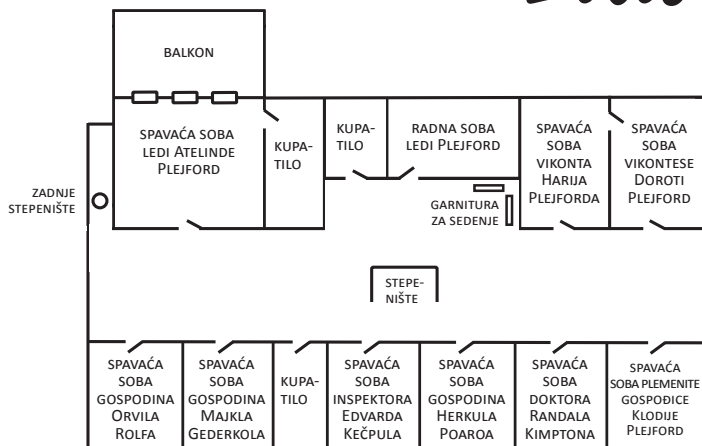 BALKON
SPAVAĆA SOBA
LEDI ATELINDE
PLEJFORD
KUPA-
TILO
KUPA-
TILO
RADNA SOBA
LEDI PLEJFORD
SPAVAĆA
SOBA
VIKONTA
HARIJA
PLEJFORDA
SPAVAĆA
SOBA
VIKONTESE
DOROTI
PLEJFORD
ZADNJE
STEPENIŠTE
GARNITURA
ZA SEDENJE
STEPE-
NIŠTE
SPAVAĆA
SOBA
GOSPODINA
ORVILA
ROLFA
SPAVAĆA
SOBA
GOSPODINA
MAJKLA
GEDERKOLA
KUPA-
TILO
SPAVAĆA
SOBA
INSPEKTORA
EDVARDA
KEČPULA
SPAVAĆA
SOBA
GOSPODINA
HERKULA
POAROA
SPAVAĆA
SOBA
DOKTORA
RANDALA
KIMPTONA
SPAVAĆA
SOBA PLEMENITE
GOSPOĐICE
KLODIJE
PLEJFORD